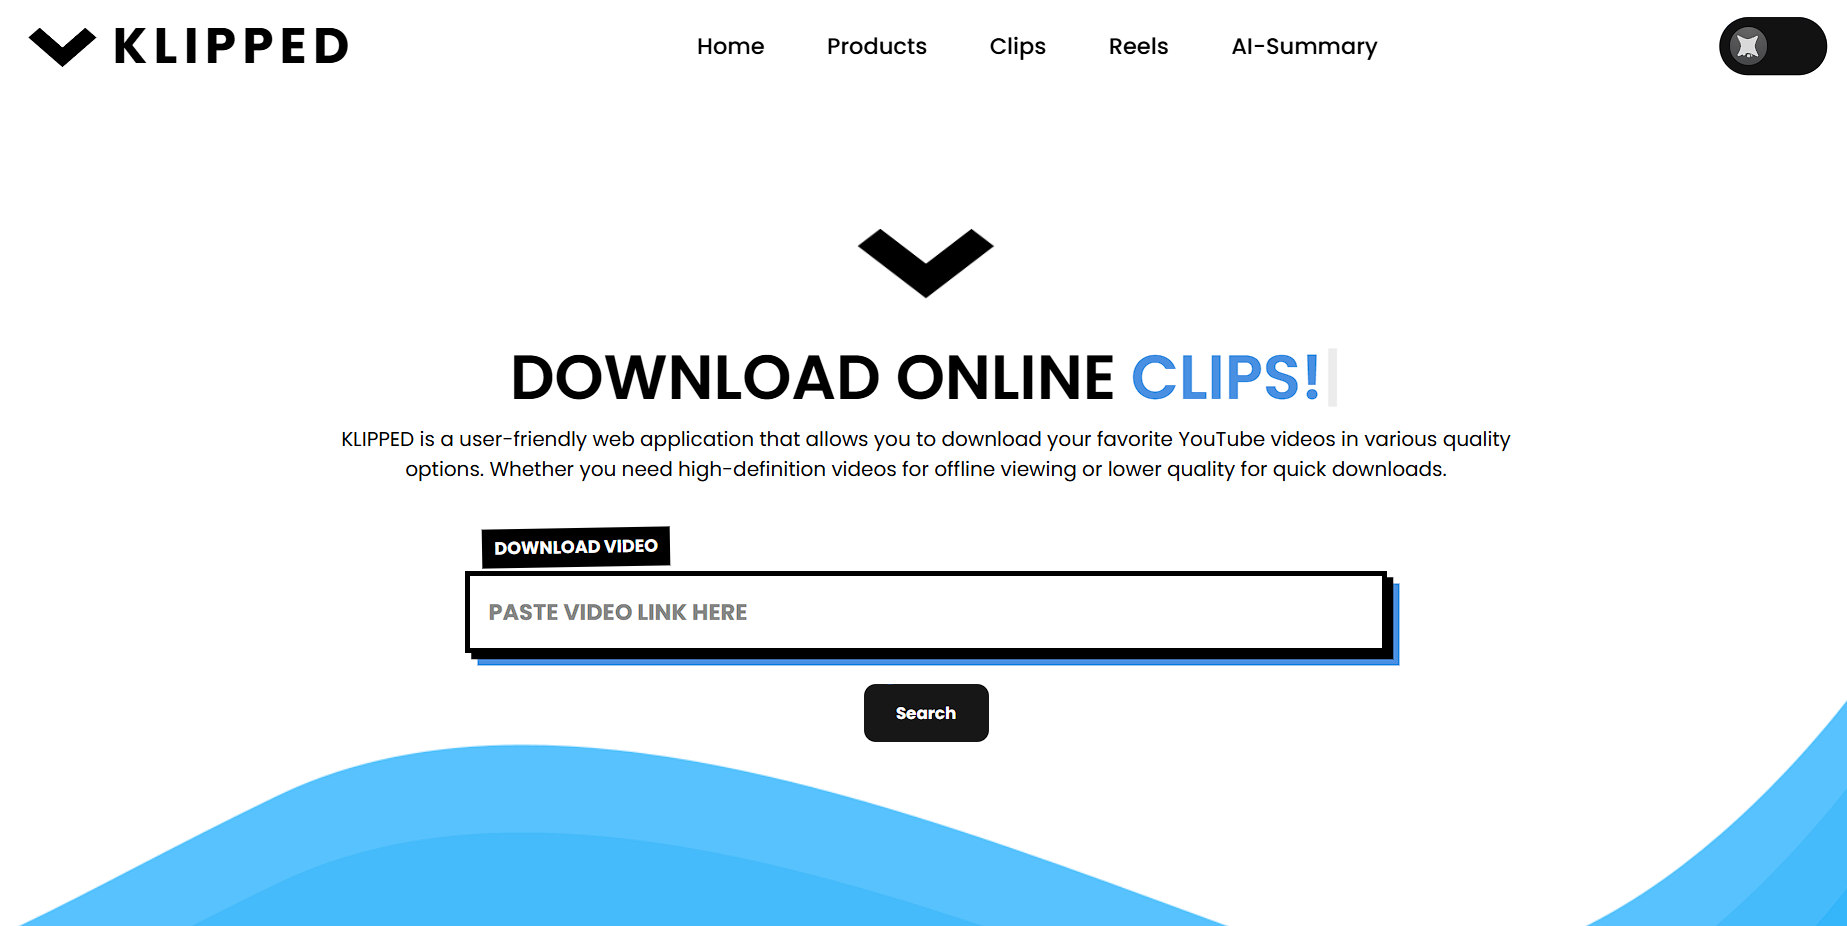 KLIPPED
Home
Products
Clips
Reels
AI-Summary
DOWNLOAD ONLINE CLIPS!
KLIPPED is a user-friendly web application that allows you to download your favorite YouTube videos in various quality
options. Whether you need high-definition videos for offline viewing or lower quality for quick downloads.
DOWNLOAD VIDEO
PASTE VIDEO LINK HERE
Search